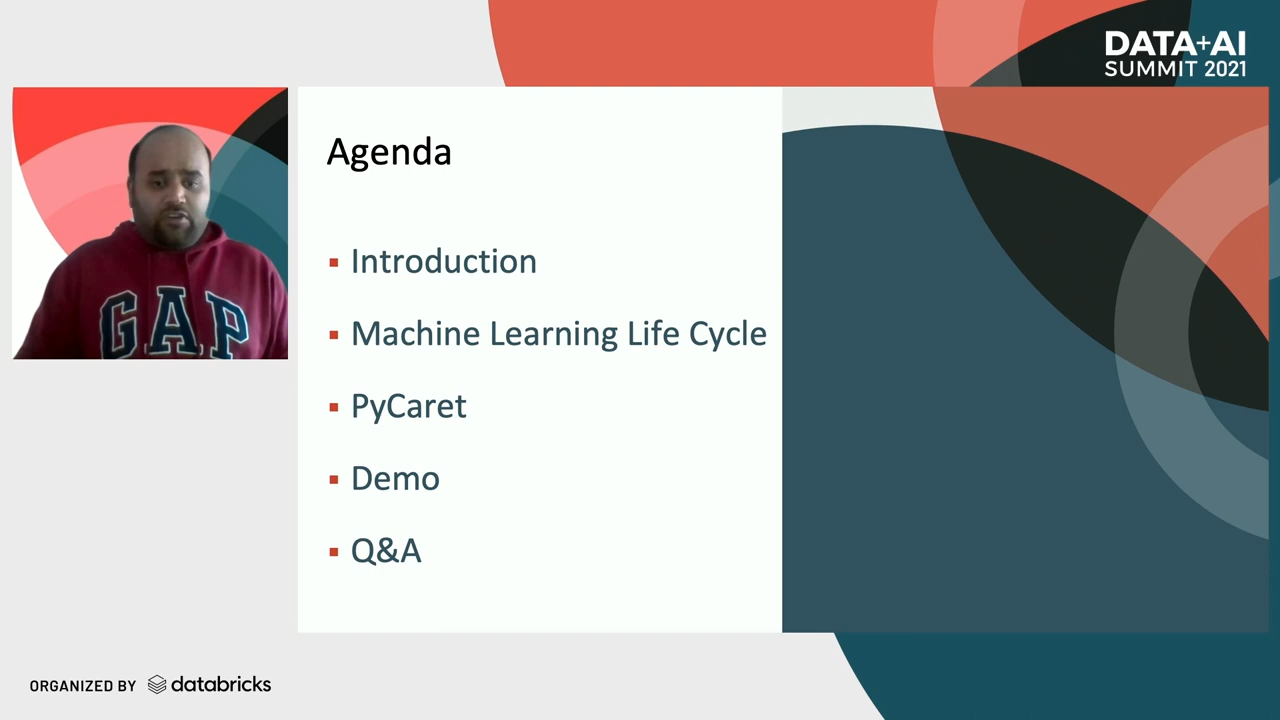 DATA+AI
SUMMIT 2021
GAP
Agenda
▪ Introduction
▪ Machine Learning Life Cycle
▪ PyCaret
▪ Demo
▪ Q&A
ORGANIZED BY databricks